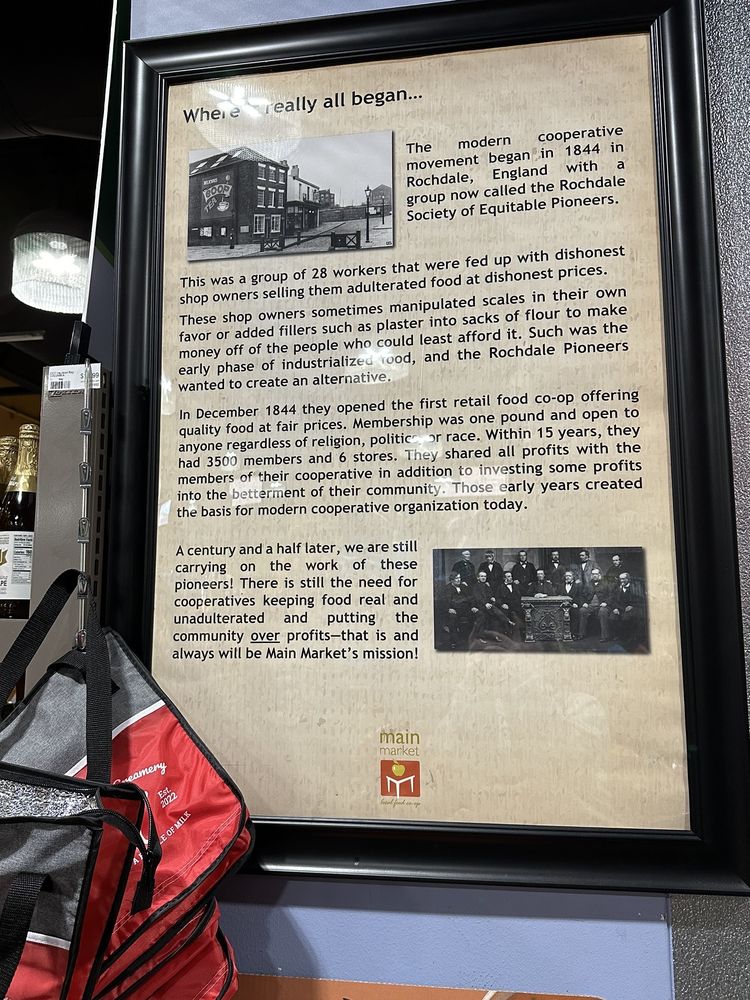 Where really all began...
The modern cooperative
movement began in 1844 in
Rochdale, England with a
group now called the Rochdale
Society of Equitable Pioneers.
GOOD
TEA
This was a group of 28 workers that were fed up with dishonest
shop owners selling them adulterated food at dishonest prices.
These shop owners sometimes manipulated scales in their own
favor or added fillers such as plaster into sacks of flour to make
money off of the people who could least afford it. Such was the
early phase of industrialized food, and the Rochdale Pioneers
wanted to create an alternative.
In December 1844 they opened the first retail food co-op offering
quality food at fair prices. Membership was one pound and open to
anyone regardless of religion, politics or race. Within 15 years, they
had 3500 members and 6 stores. They shared all profits with the
members of their cooperative in addition to investing some profits
into the betterment of their community. Those early years created
the basis for modern cooperative organization today.
A century and a half later, we are still
carrying on the work of these
pioneers! There is still the need for
cooperatives keeping food real and
unadulterated and putting the
community over profits—that is and
always will be Main Market's mission!
main
market
local food co-op
Creamery
Est.
2022
OF MILK